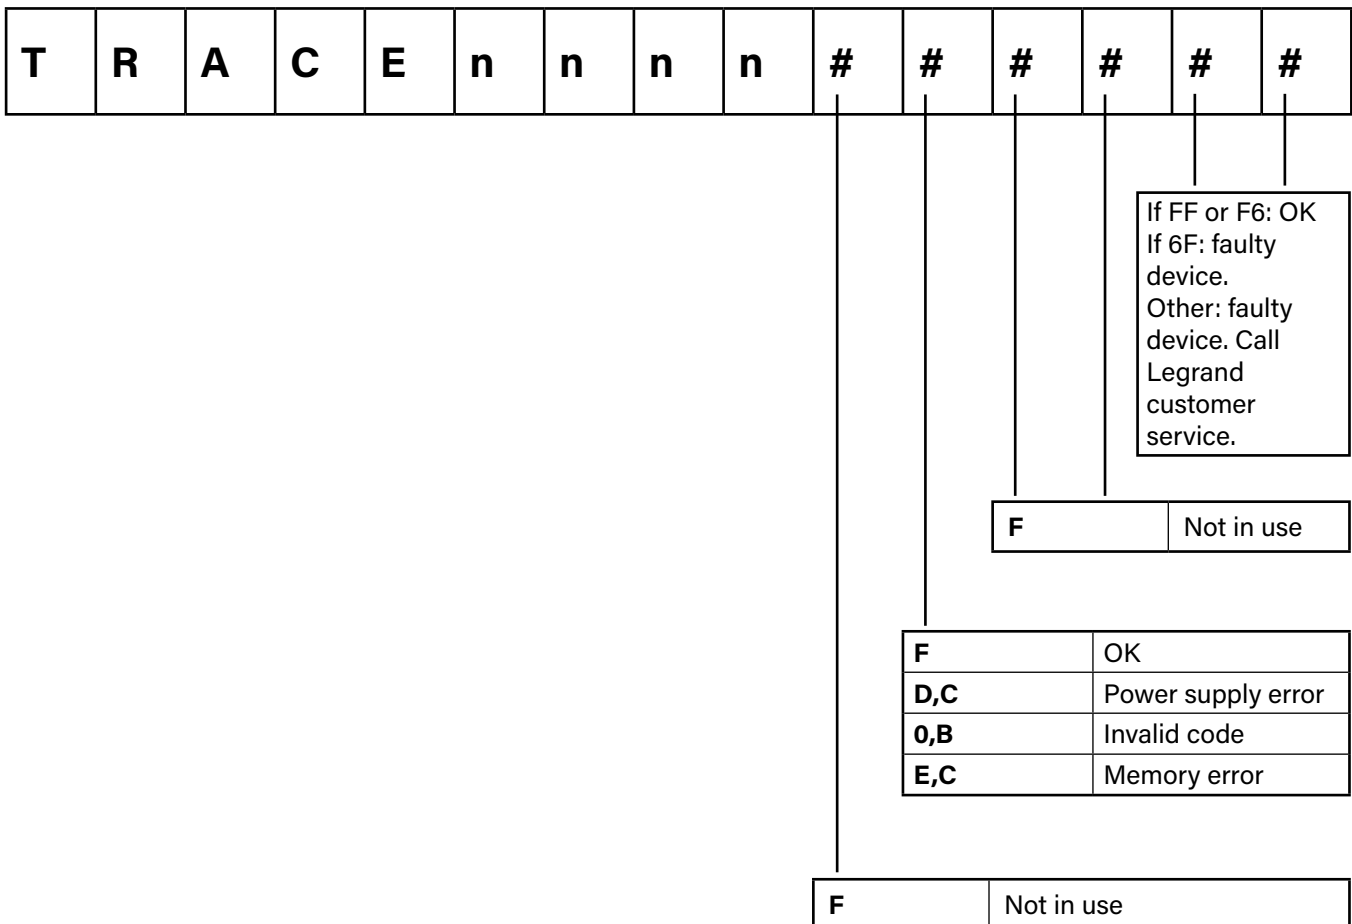 T R A C E n n n n # # # # # #
If FF or F6: OK
If 6F: faulty
device.
Other: faulty
device. Call
Legrand
customer
service.
F Not in use
F OK
D,C Power supply error
0,B Invalid code
E,C Memory error
F Not in use